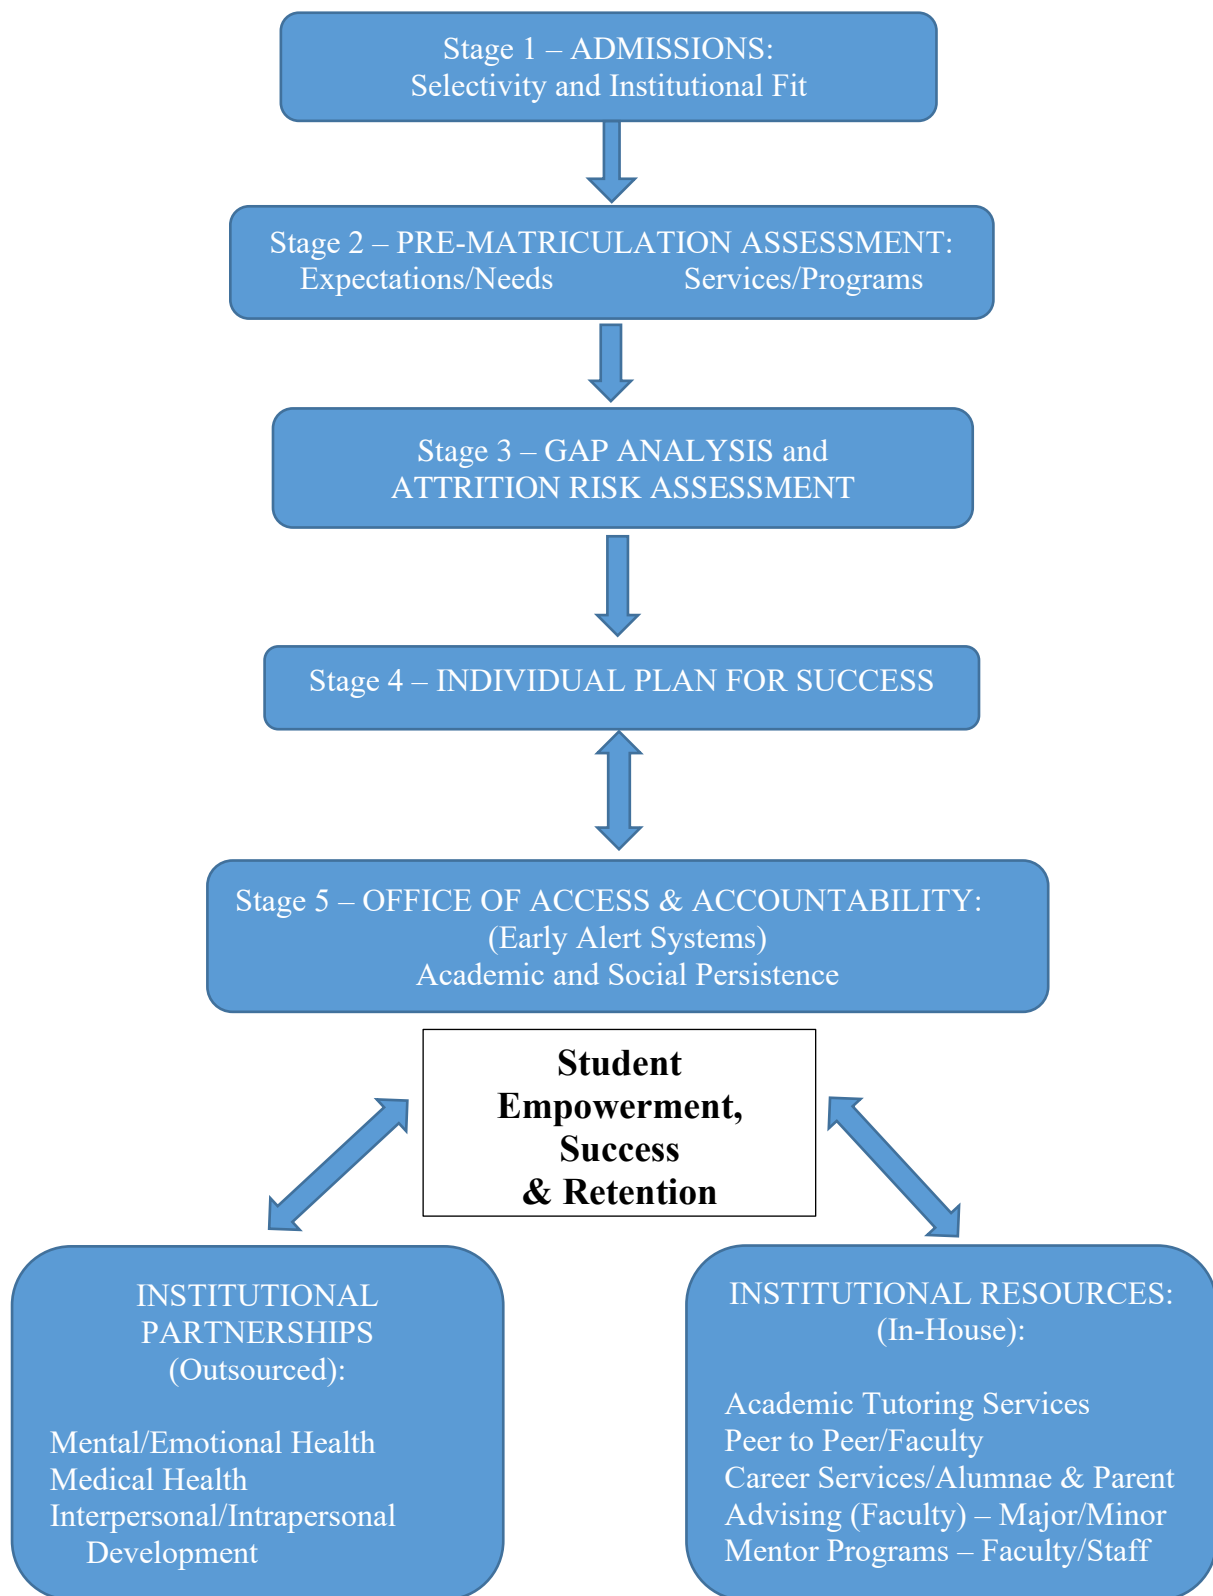 Stage 1 – ADMISSIONS:
Selectivity and Institutional Fit
Stage 2 – PRE-MATRICULATION ASSESSMENT:
Expectations/Needs Services/Programs
Stage 3 – GAP ANALYSIS and
ATTRITION RISK ASSESSMENT
Stage 4 – INDIVIDUAL PLAN FOR SUCCESS
Stage 5 – OFFICE OF ACCESS & ACCOUNTABILITY:
(Early Alert Systems)
Academic and Social Persistence
Student
Empowerment,
Success
& Retention
INSTITUTIONAL
PARTNERSHIPS
(Outsourced):
Mental/Emotional Health
Medical Health
Interpersonal/Intrapersonal
Development
INSTITUTIONAL RESOURCES:
(In-House):
Academic Tutoring Services
Peer to Peer/Faculty
Career Services/Alumnae & Parent
Advising (Faculty) – Major/Minor
Mentor Programs – Faculty/Staff